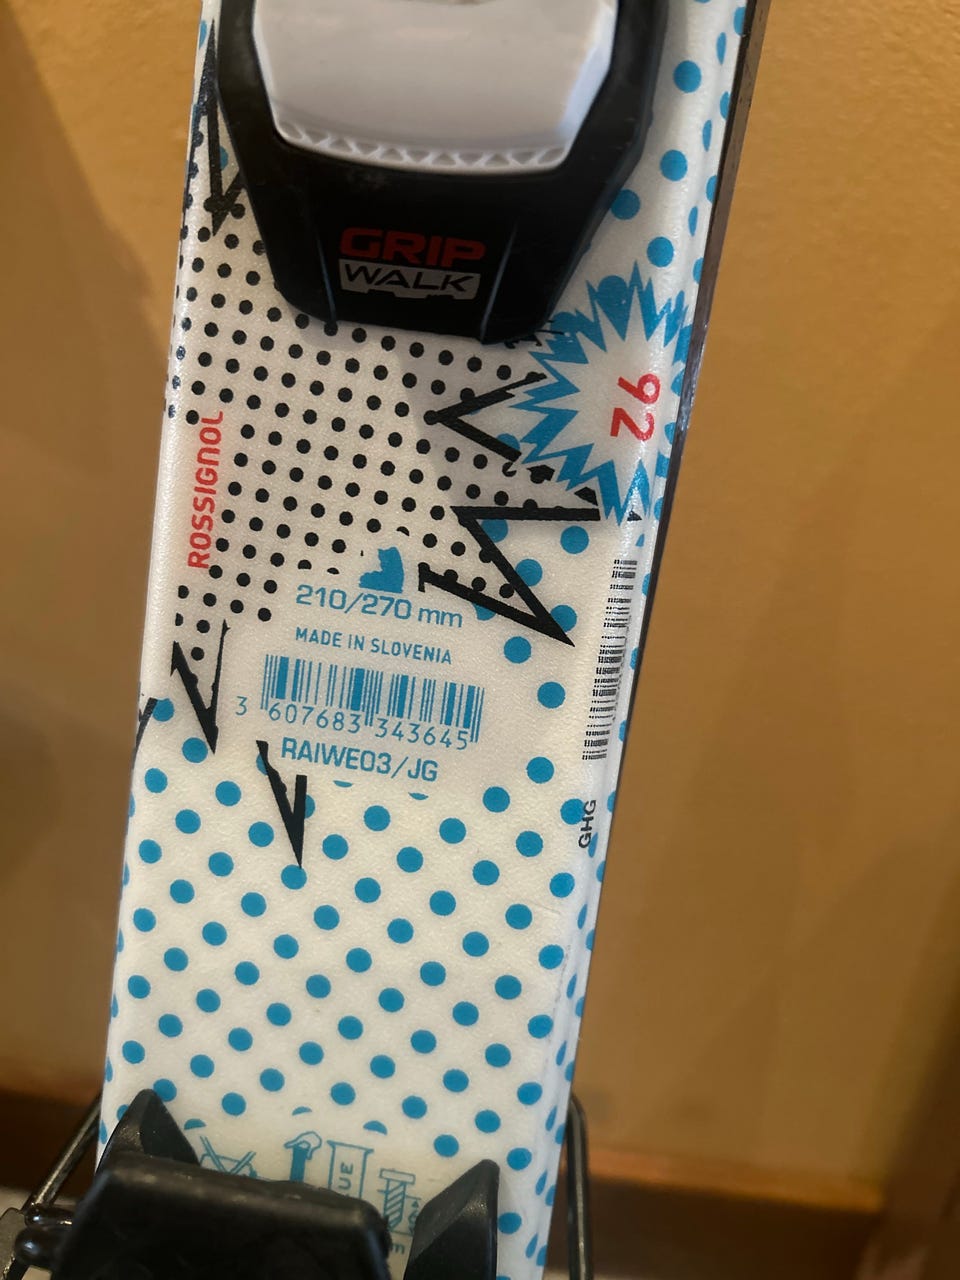 GRIP
WALK
92
ROSSIGNOL
210/270 mm
MADE IN SLOVENIA
3 607683 343645
RAIWE03/JG
GHG